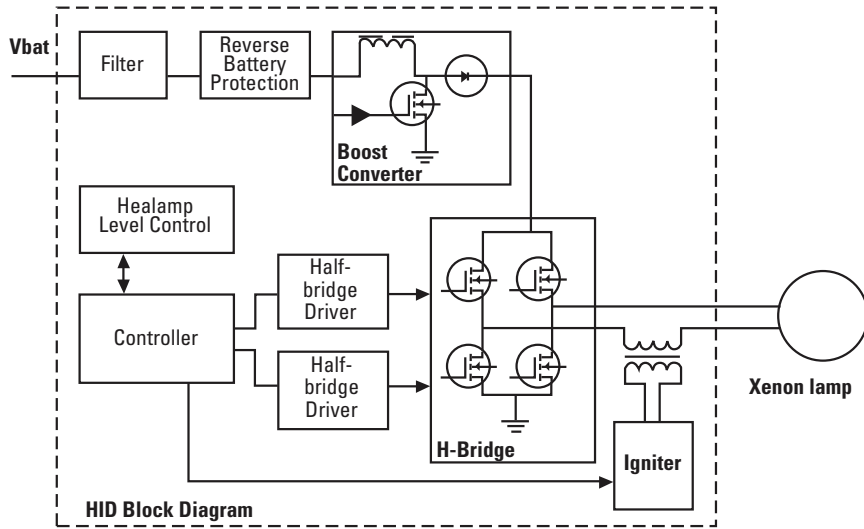 Vbat
Filter
Reverse
Battery
Protection
Boost
Converter
Healamp
Level Control
Half-
bridge
Driver
Controller
Half-
bridge
Driver
H-Bridge
Xenon lamp
Igniter
HID Block Diagram